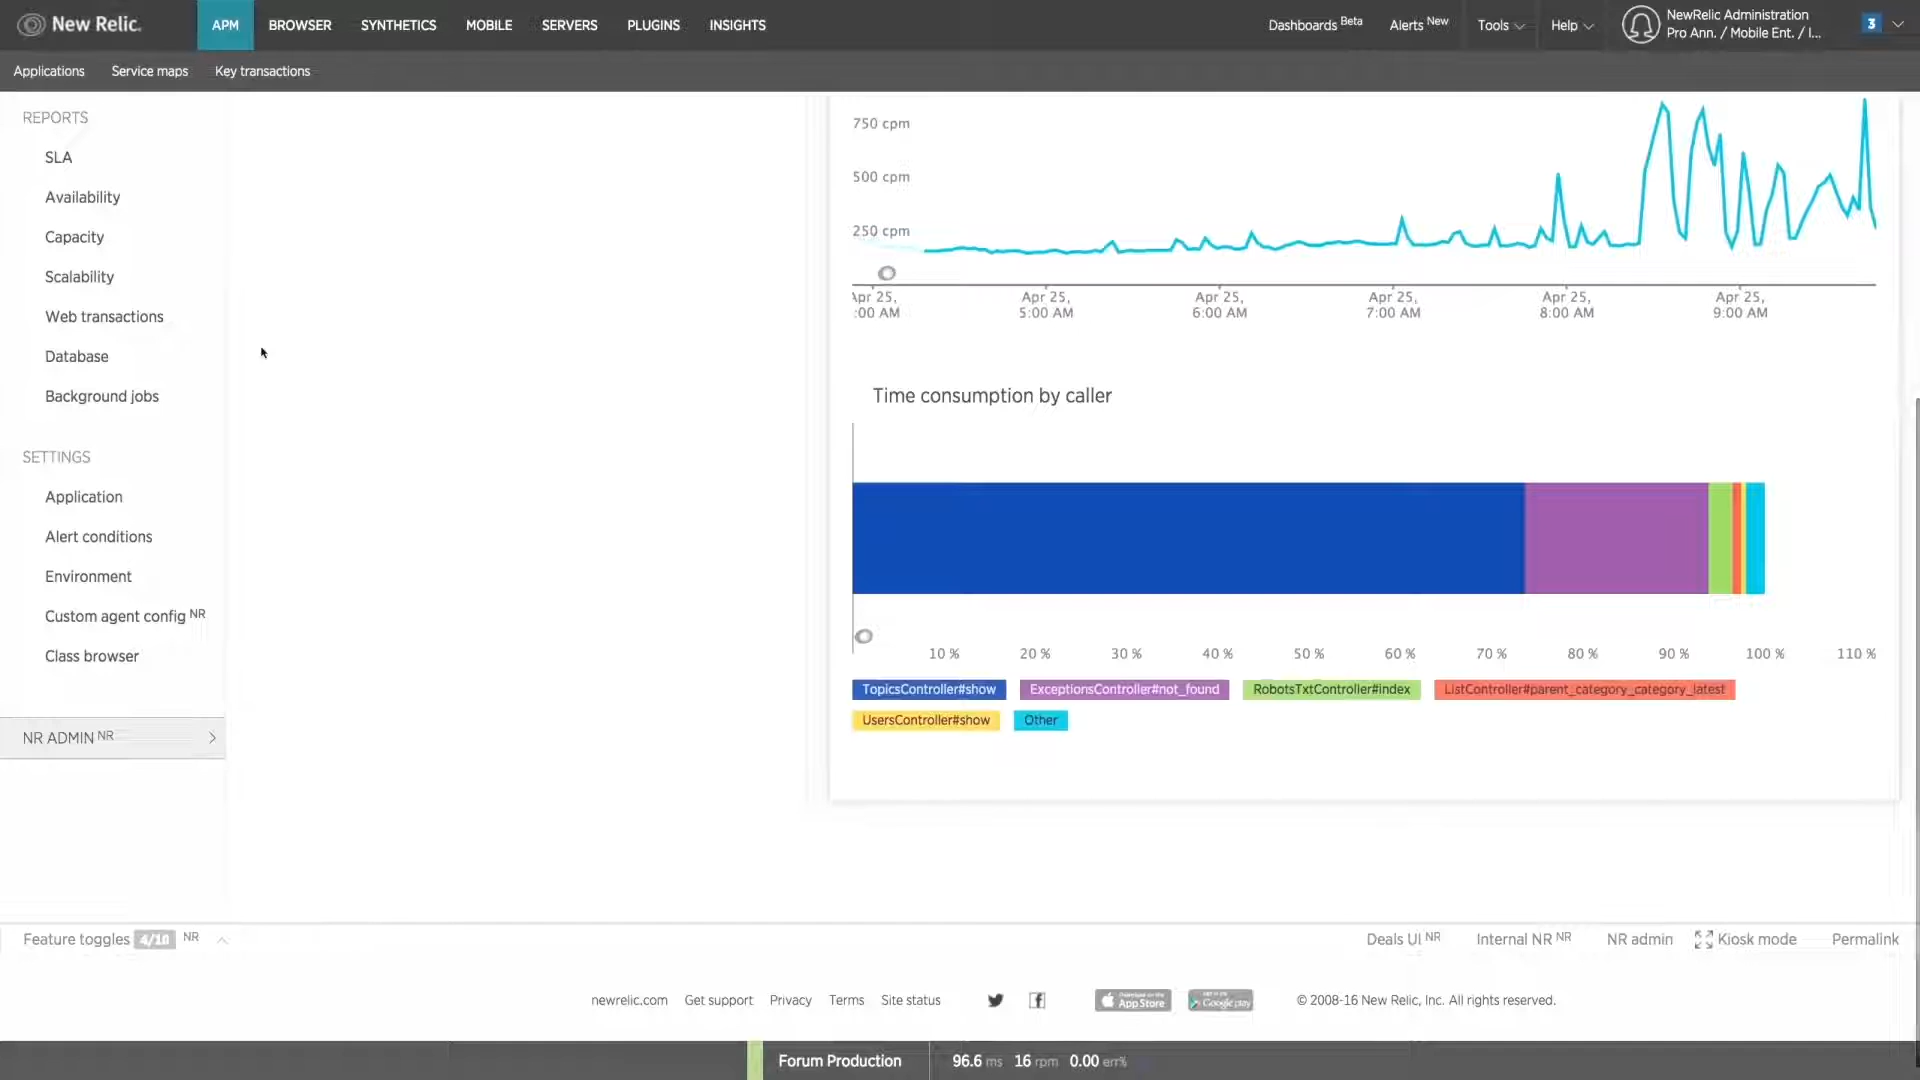 New Relic.
APM BROWSER SYNTHETICS MOBILE SERVERS PLUGINS INSIGHTS
Dashboards Beta Alerts New Tools Help
NewRelic Administration
Pro Ann. / Mobile Ent. / I...
3
Applications Service maps Key transactions
REPORTS
SLA
Availability
Capacity
Scalability
Web transactions
Database
Background jobs
SETTINGS
Application
Alert conditions
Environment
Custom agent config NR
Class browser
NR ADMIN NR
750 cpm
500 cpm
250 cpm
Apr 25, Apr 25, Apr 25, Apr 25, Apr 25, Apr 25,
:00 AM 5:00 AM 6:00 AM 7:00 AM 8:00 AM 9:00 AM
Time consumption by caller
10 % 20 % 30 % 40 % 50 % 60 % 70 % 80 % 90 % 100 % 110 %
TopicsController#show ExceptionsController#not_found RobotsTxtController#index ListController#parent_category_category_latest
UsersController#show Other
Feature toggles 4/10 NR
Deals UI NR Internal NR NR NR admin Kiosk mode Permalink
newrelic.com Get support Privacy Terms Site status
App Store
Google play
© 2008-16 New Relic, Inc. All rights reserved.
Forum Production 96.6 ms 16 rpm 0.00 err%